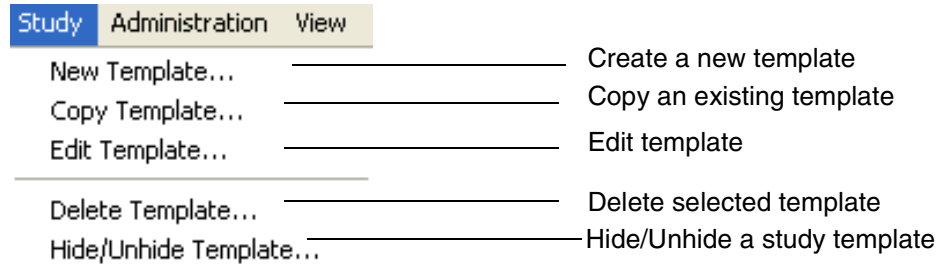 Study Administration View
New Template... Create a new template
Copy Template... Copy an existing template
Edit Template... Edit template
Delete Template... Delete selected template
Hide/Unhide Template... Hide/Unhide a study template